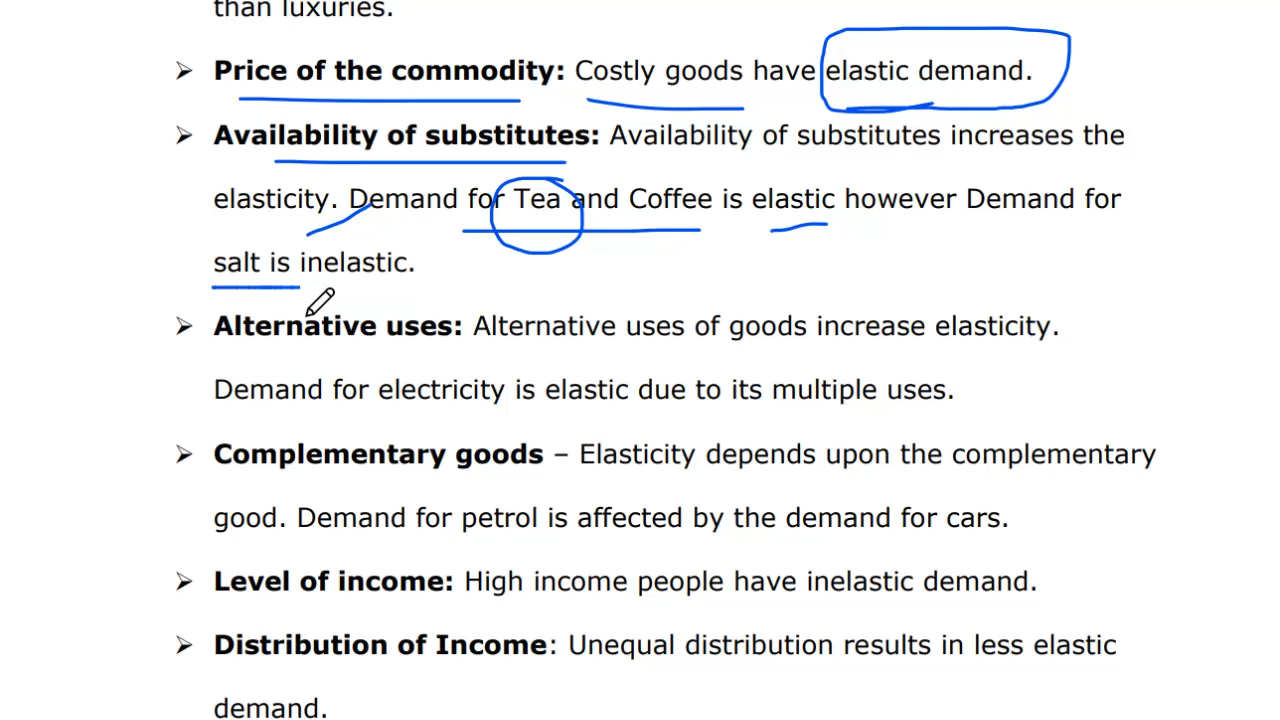 than luxuries.
➢ Price of the commodity: Costly goods have elastic demand.
➢ Availability of substitutes: Availability of substitutes increases the
elasticity. Demand for Tea and Coffee is elastic however Demand for
salt is inelastic.
➢ Alternative uses: Alternative uses of goods increase elasticity.
Demand for electricity is elastic due to its multiple uses.
➢ Complementary goods – Elasticity depends upon the complementary
good. Demand for petrol is affected by the demand for cars.
➢ Level of income: High income people have inelastic demand.
➢ Distribution of Income: Unequal distribution results in less elastic
demand.